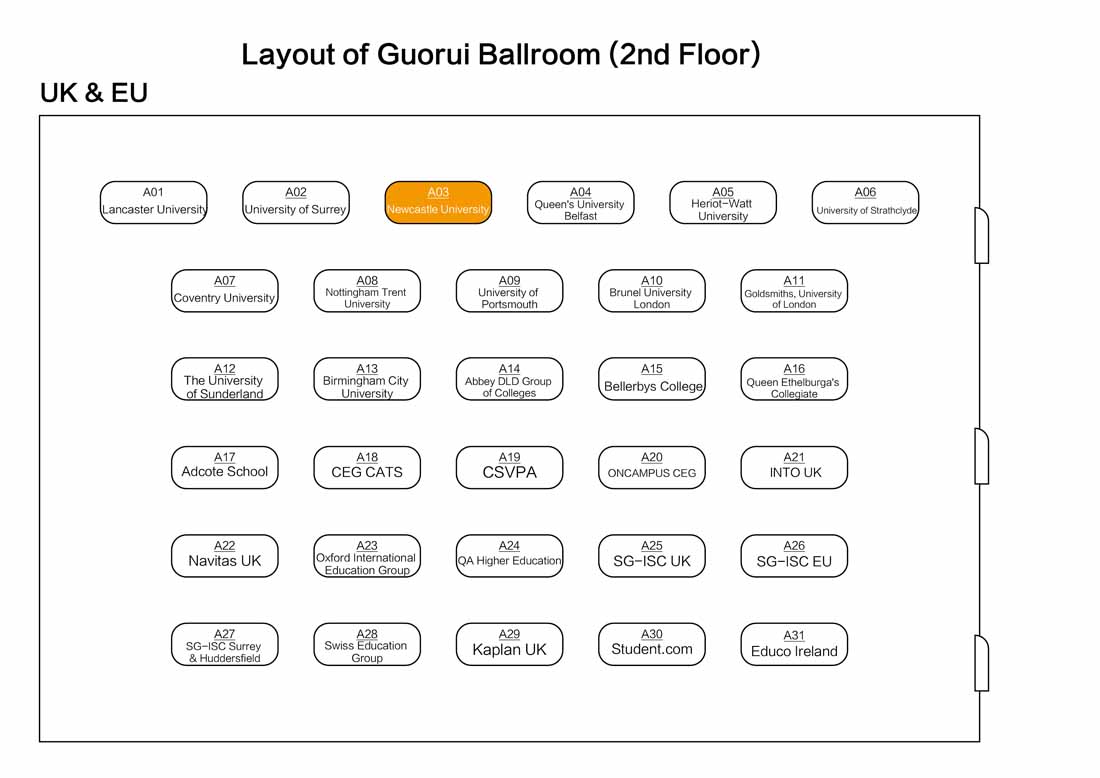 Layout of Guorui Ballroom (2nd Floor)
UK & EU
A01
Lancaster University
A02
University of Surrey
A03
Newcastle University
A04
Queen's University
Belfast
A05
Heriot-Watt
University
A06
University of Strathclyde
A07
Coventry University
A08
Nottingham Trent
University
A09
University of
Portsmouth
A10
Brunel University
London
A11
Goldsmiths, University
of London
A12
The University
of Sunderland
A13
Birmingham City
University
A14
Abbey DLD Group
of Colleges
A15
Bellerbys College
A16
Queen Ethelburga's
Collegiate
A17
Adcote School
A18
CEG CATS
A19
CSVPA
A20
ONCAMPUS CEG
A21
INTO UK
A22
Navitas UK
A23
Oxford International
Education Group
A24
QA Higher Education
A25
SG-ISC UK
A26
SG-ISC EU
A27
SG-ISC Surrey
& Huddersfield
A28
Swiss Education
Group
A29
Kaplan UK
A30
Student.com
A31
Educo Ireland